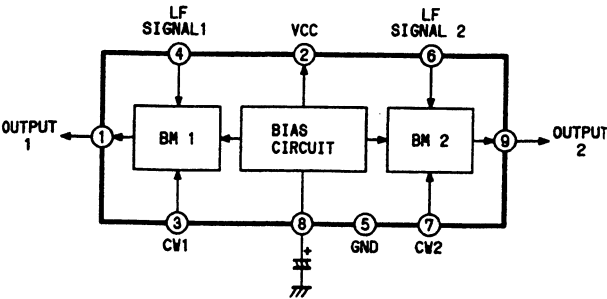 LF
SIGNAL1
VCC
LF
SIGNAL 2
4
2
6
OUTPUT
1
1
BM 1
BIAS
CIRCUIT
BM 2
9
OUTPUT
2
3
8
5
7
CW1
+
GND
CW2